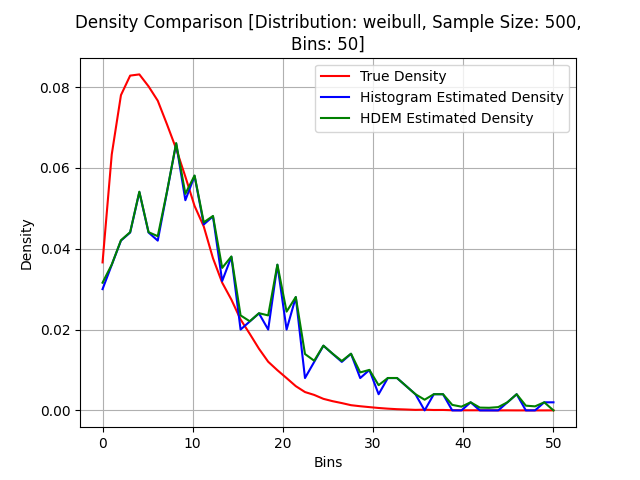 Density Comparison [Distribution: weibull, Sample Size: 500,
Bins: 50]
True Density
Histogram Estimated Density
HDEM Estimated Density
Density
0.08
0.06
0.04
0.02
0.00
0
10
20
30
40
50
Bins